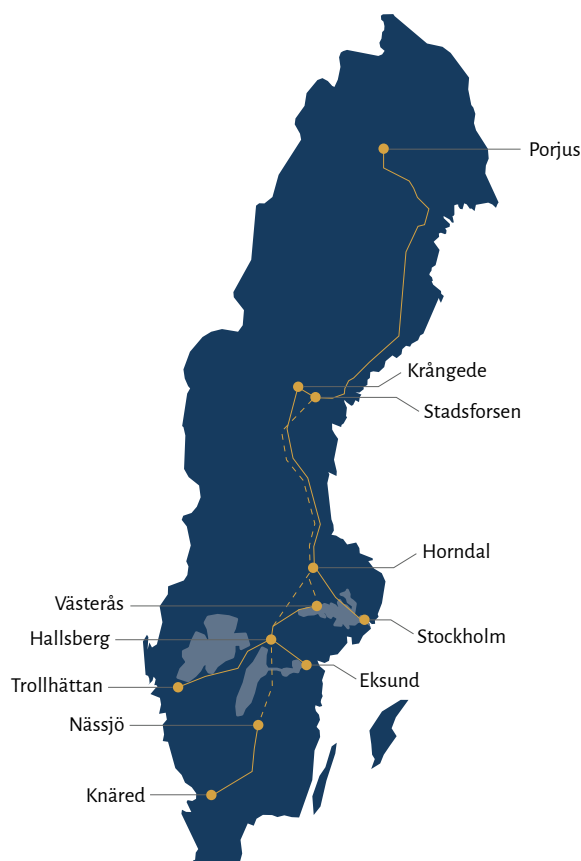 Porjus
Krångede
Stadsforsen
Horndal
Västerås
Hallsberg
Stockholm
Eksund
Trollhättan
Nässjö
Knäred